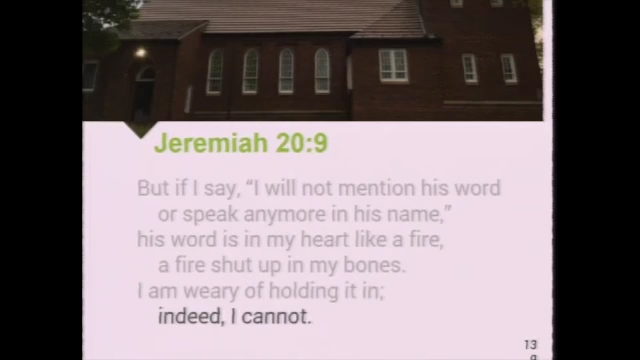 Jeremiah 20:9
But if I say, “I will not mention his word
or speak anymore in his name,”
his word is in my heart like a fire,
a fire shut up in my bones.
I am weary of holding it in;
indeed, I cannot.
13